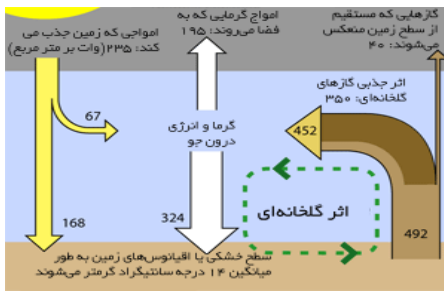 گازهایی که مستقیم
از سطح زمین منعکس
می‌شوند: ۴۰
امواج گرمایی که به
فضا می‌روند: ۱۹۵
امواجی که زمین جذب می
کند: ۲۳۵(وات بر متر مربع)
اثر جذبی گازهای
گلخانه‌ای: ۳۵۰
67
452
گرما و انرژی
درون جو
اثر گلخانه‌ای
168
324
492
سطح خشکی یا اقیانوس‌های زمین به طور
میانگین ۱۴ درجه سانتیگراد گرمتر می‌شوند